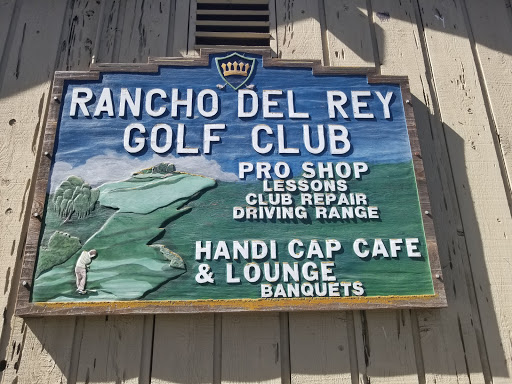 RANCHO DEL REY
GOLF CLUB
PRO SHOP
LESSONS
CLUB REPAIR
DRIVING RANGE
HANDI CAP CAFE
& LOUNGE
BANQUETS